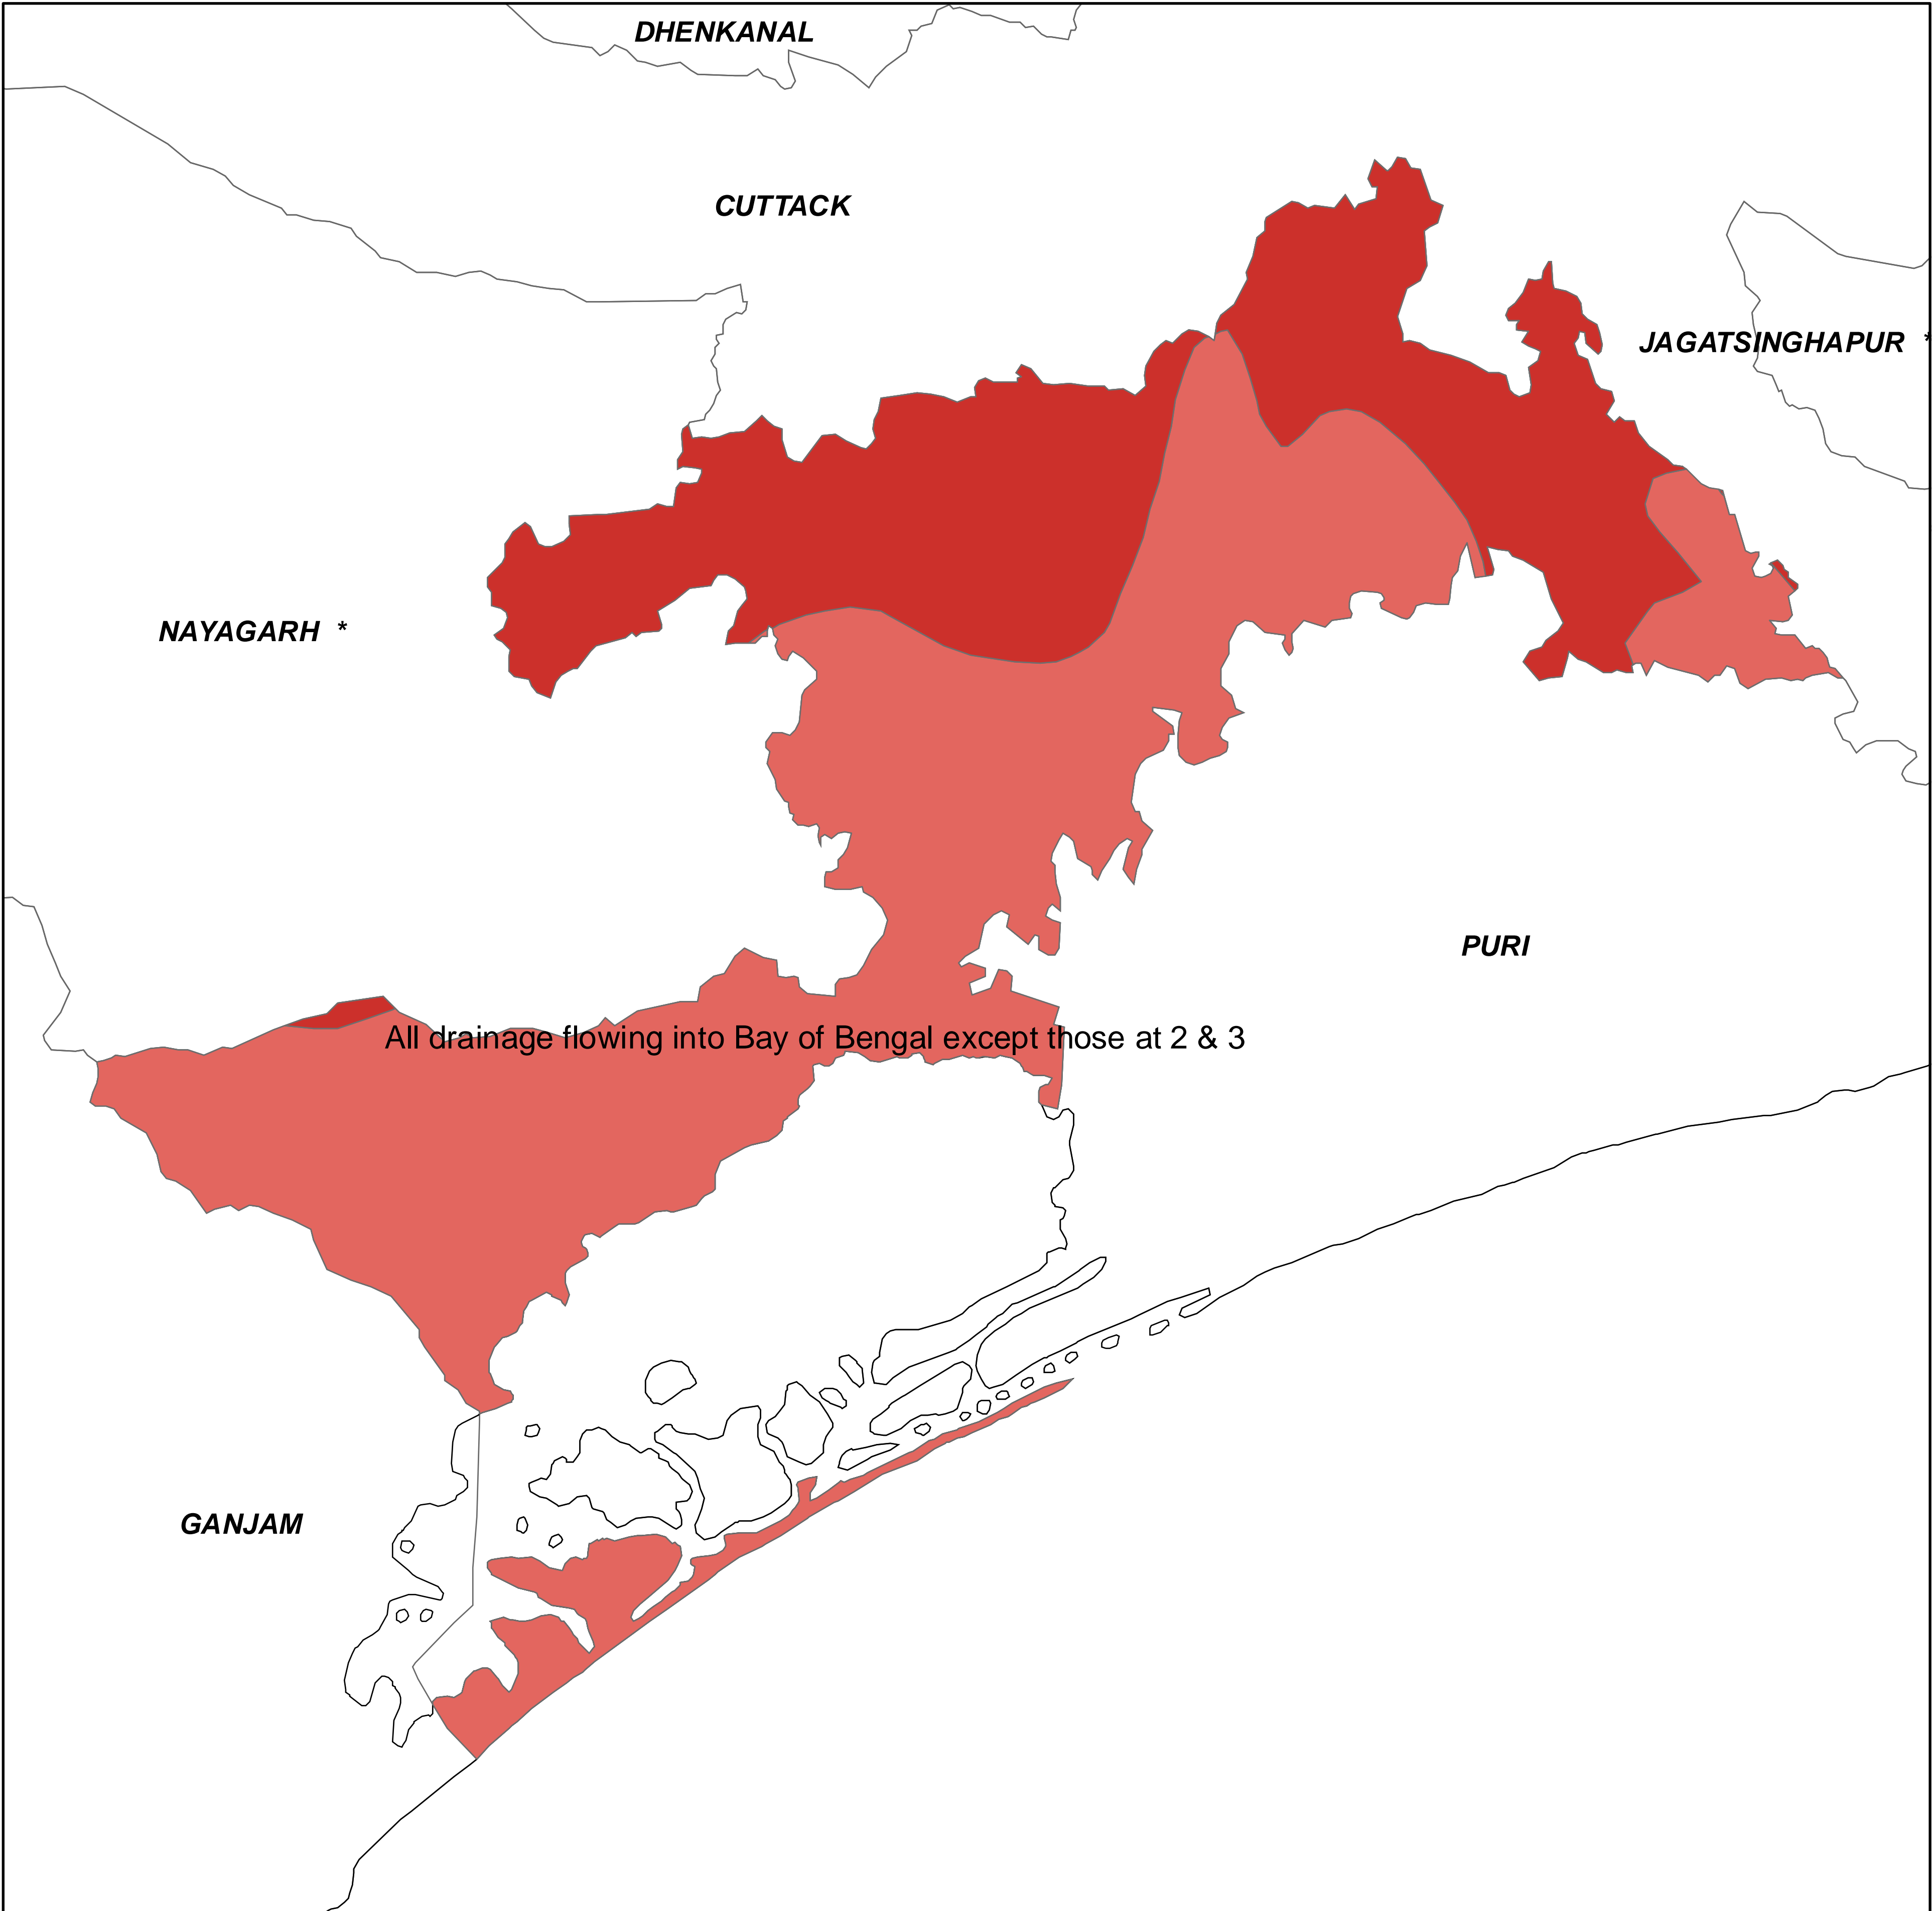 DHENKANAL
CUTTACK
JAGATSINGHAPUR *
NAYAGARH *
PURI
All drainage flowing into Bay of Bengal except those at 2 & 3
GANJAM